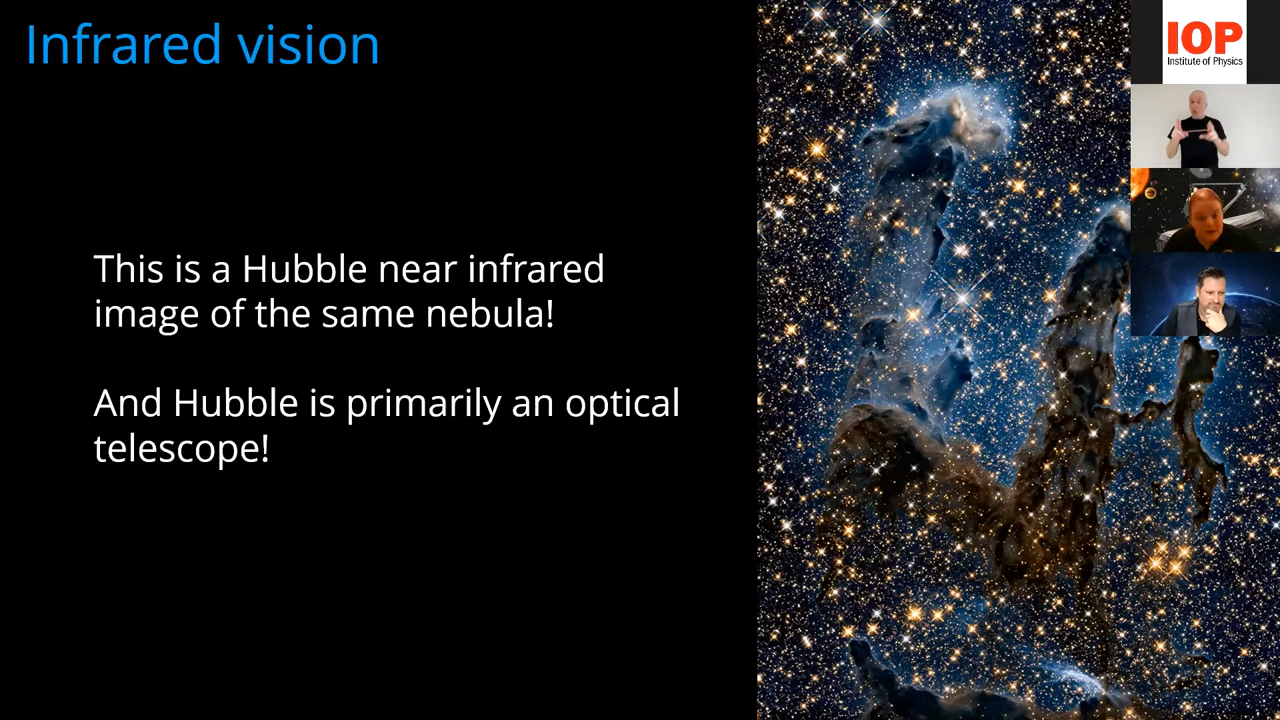 Infrared vision
IOP
Institute of Physics
This is a Hubble near infrared
image of the same nebula!
And Hubble is primarily an optical
telescope!